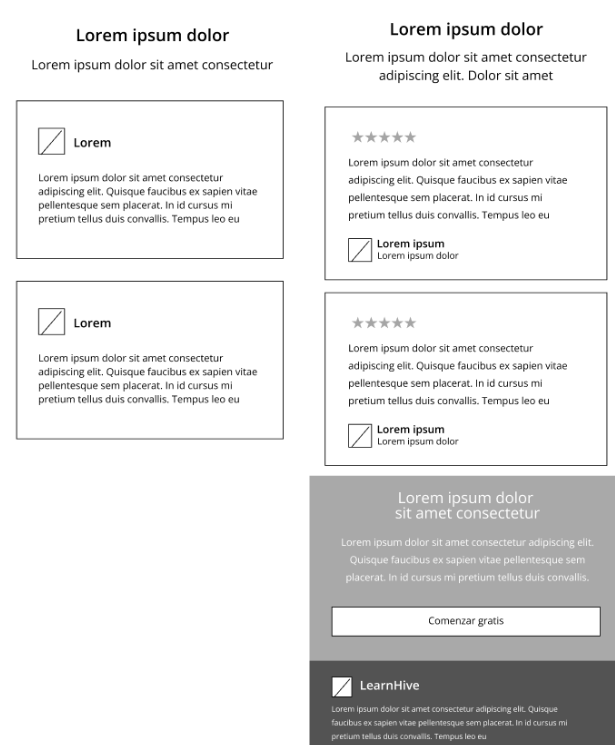 Lorem ipsum dolor
Lorem ipsum dolor sit amet consectetur
Lorem
Lorem ipsum dolor sit amet consectetur
adipiscing elit. Quisque faucibus ex sapien vitae
pellentesque sem placerat. In id cursus mi
pretium tellus duis convallis. Tempus leo eu
Lorem
Lorem ipsum dolor sit amet consectetur
adipiscing elit. Quisque faucibus ex sapien vitae
pellentesque sem placerat. In id cursus mi
pretium tellus duis convallis. Tempus leo eu
Lorem ipsum dolor
Lorem ipsum dolor sit amet consectetur
adipiscing elit. Dolor sit amet
Lorem ipsum dolor sit amet consectetur
adipiscing elit. Quisque faucibus ex sapien vitae
pellentesque sem placerat. In id cursus mi
pretium tellus duis convallis. Tempus leo eu
Lorem ipsum
Lorem ipsum dolor
Lorem ipsum dolor sit amet consectetur
adipiscing elit. Quisque faucibus ex sapien vitae
pellentesque sem placerat. In id cursus mi
pretium tellus duis convallis. Tempus leo eu
Lorem ipsum
Lorem ipsum dolor
Lorem ipsum dolor
sit amet consectetur
Lorem ipsum dolor sit amet consectetur adipiscing elit.
Quisque faucibus ex sapien vitae pellentesque sem
placerat. In id cursus mi pretium tellus duis convallis.
Comenzar gratis
LearnHive
Lorem ipsum dolor sit amet consectetur adipiscing elit. Quisque
faucibus ex sapien vitae pellentesque sem placerat. In id cursus mi
pretium tellus duis convallis. Tempus leo eu